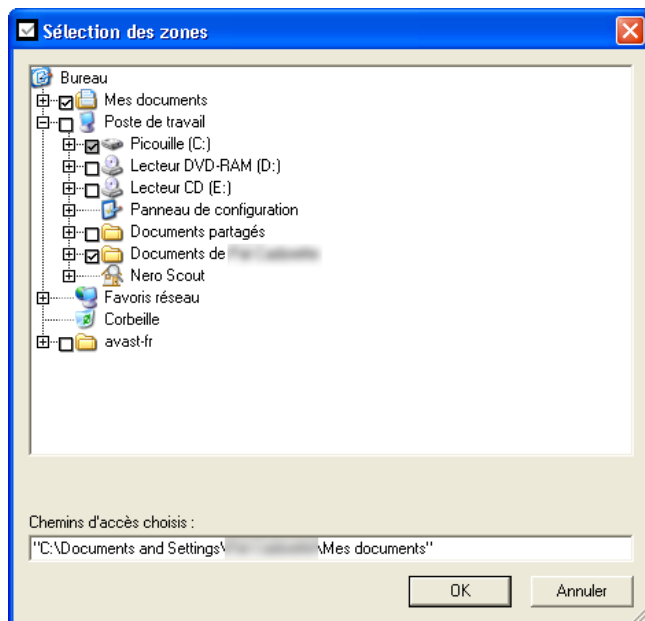 Sélection des zones
Bureau
Mes documents
Poste de travail
Picouille (C:)
Lecteur DVD-RAM (D:)
Lecteur CD (E:)
Panneau de configuration
Documents partagés
Documents de
Nero Scout
Favoris réseau
Corbeille
avast-fr
Chemins d'accès choisis :
"C:\Documents and Settings\ \Mes documents"
OK Annuler